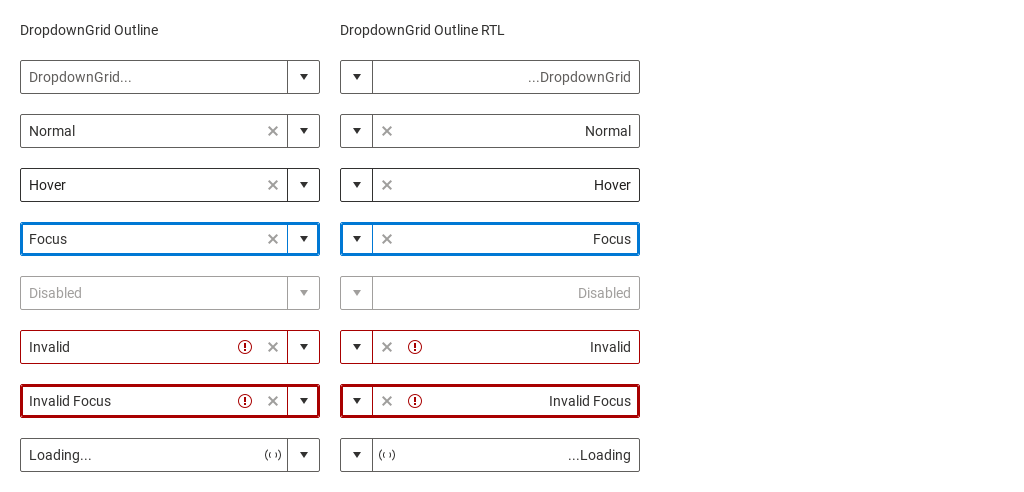 DropdownGrid Outline
DropdownGrid Outline RTL
DropdownGrid...
...DropdownGrid
Normal
Normal
Hover
Hover
Focus
Focus
Disabled
Disabled
Invalid
Invalid
Invalid Focus
Invalid Focus
Loading...
...Loading